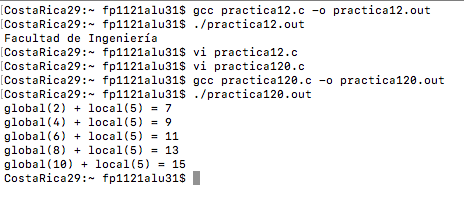 [CostaRica29:~ fp1121alu31$ gcc practica12.c -o practica12.out
[CostaRica29:~ fp1121alu31$ ./practica12.out
Facultad de Ingeniería
[CostaRica29:~ fp1121alu31$ vi practica12.c
[CostaRica29:~ fp1121alu31$ vi practica120.c
[CostaRica29:~ fp1121alu31$ gcc practica120.c -o practica120.out
[CostaRica29:~ fp1121alu31$ ./practica120.out
global(2) + local(5) = 7
global(4) + local(5) = 9
global(6) + local(5) = 11
global(8) + local(5) = 13
global(10) + local(5) = 15
CostaRica29:~ fp1121alu31$